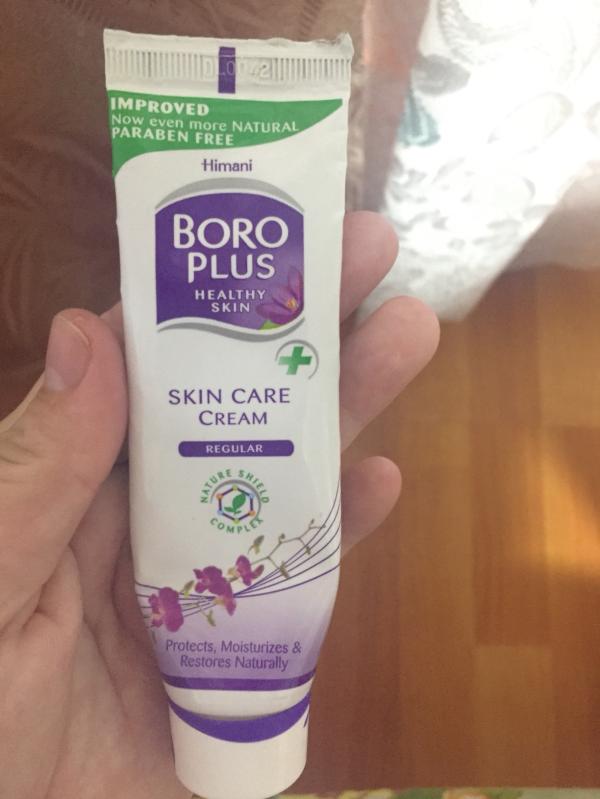 IMPROVED
Now even more NATURAL
PARABEN FREE
Himani
BORO
PLUS
HEALTHY
SKIN
SKIN CARE
CREAM
REGULAR
NATURE SHIELD
COMPLEX
Protects, Moisturizes &
Restores Naturally